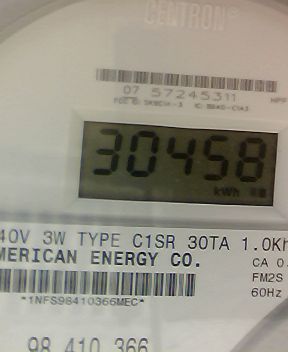 CENTRON®
07 57245311
30458
kWh
40V 3W TYPE C1SR 30TA 1.0Kh
MERICAN ENERGY CO.
CA 0.
FM2S
60Hz
*1NFS98410366MEC*
98 410 366